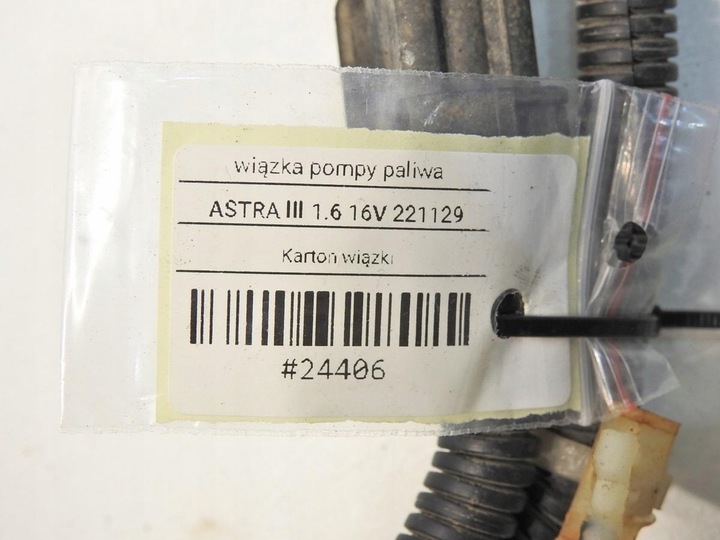 wiązka pompy paliwa
ASTRA III 1.6 16V 221129
Karton wiązki
#24406